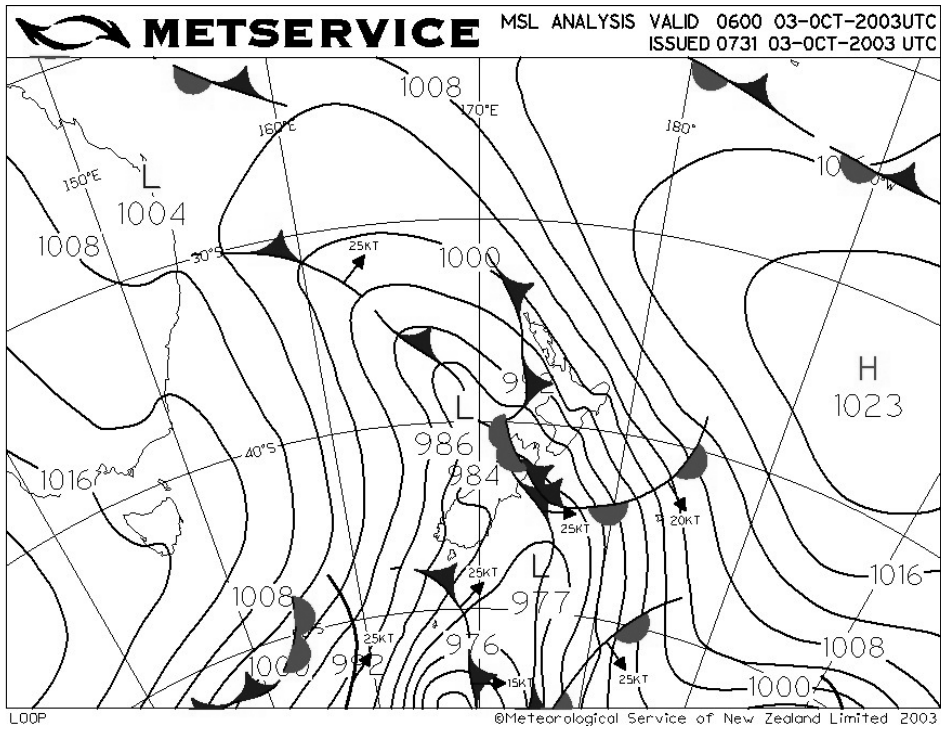 METSERVICE
MSL ANALYSIS VALID 0600 03-OCT-2003UTC
ISSUED 0731 03-OCT-2003 UTC
1008
170°E
160°E
180°
150°E
L
1004
1008
30°S
25KT
1000
H
1023
L
986
984
40°S
1016
25KT
20KT
L
977
25KT
1016
1008
25KT
976
1008
992
25KT
15KT
1000
LOOP
©Meteorological Service of New Zealand Limited 2003